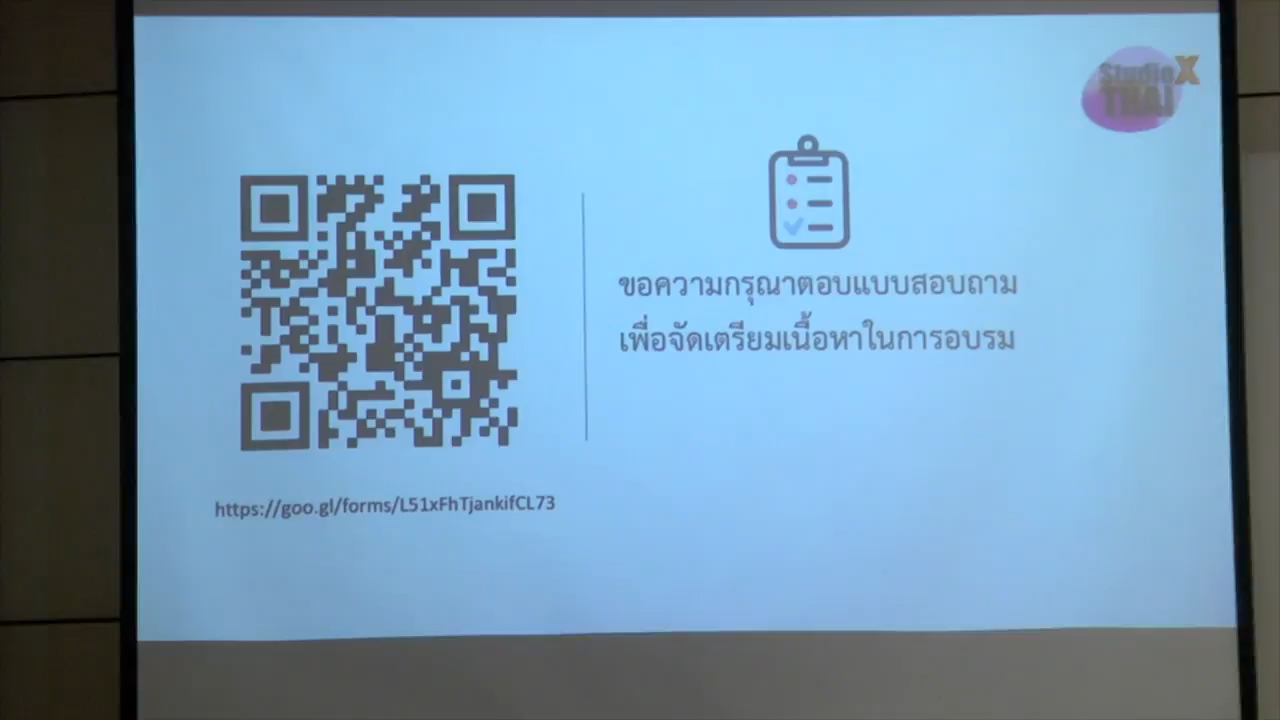 Studio X
THAI
ขอความกรุณาตอบแบบสอบถาม
เพื่อจัดเตรียมเนื้อหาในการอบรม
https://goo.gl/forms/L51xFhTjankifCL73